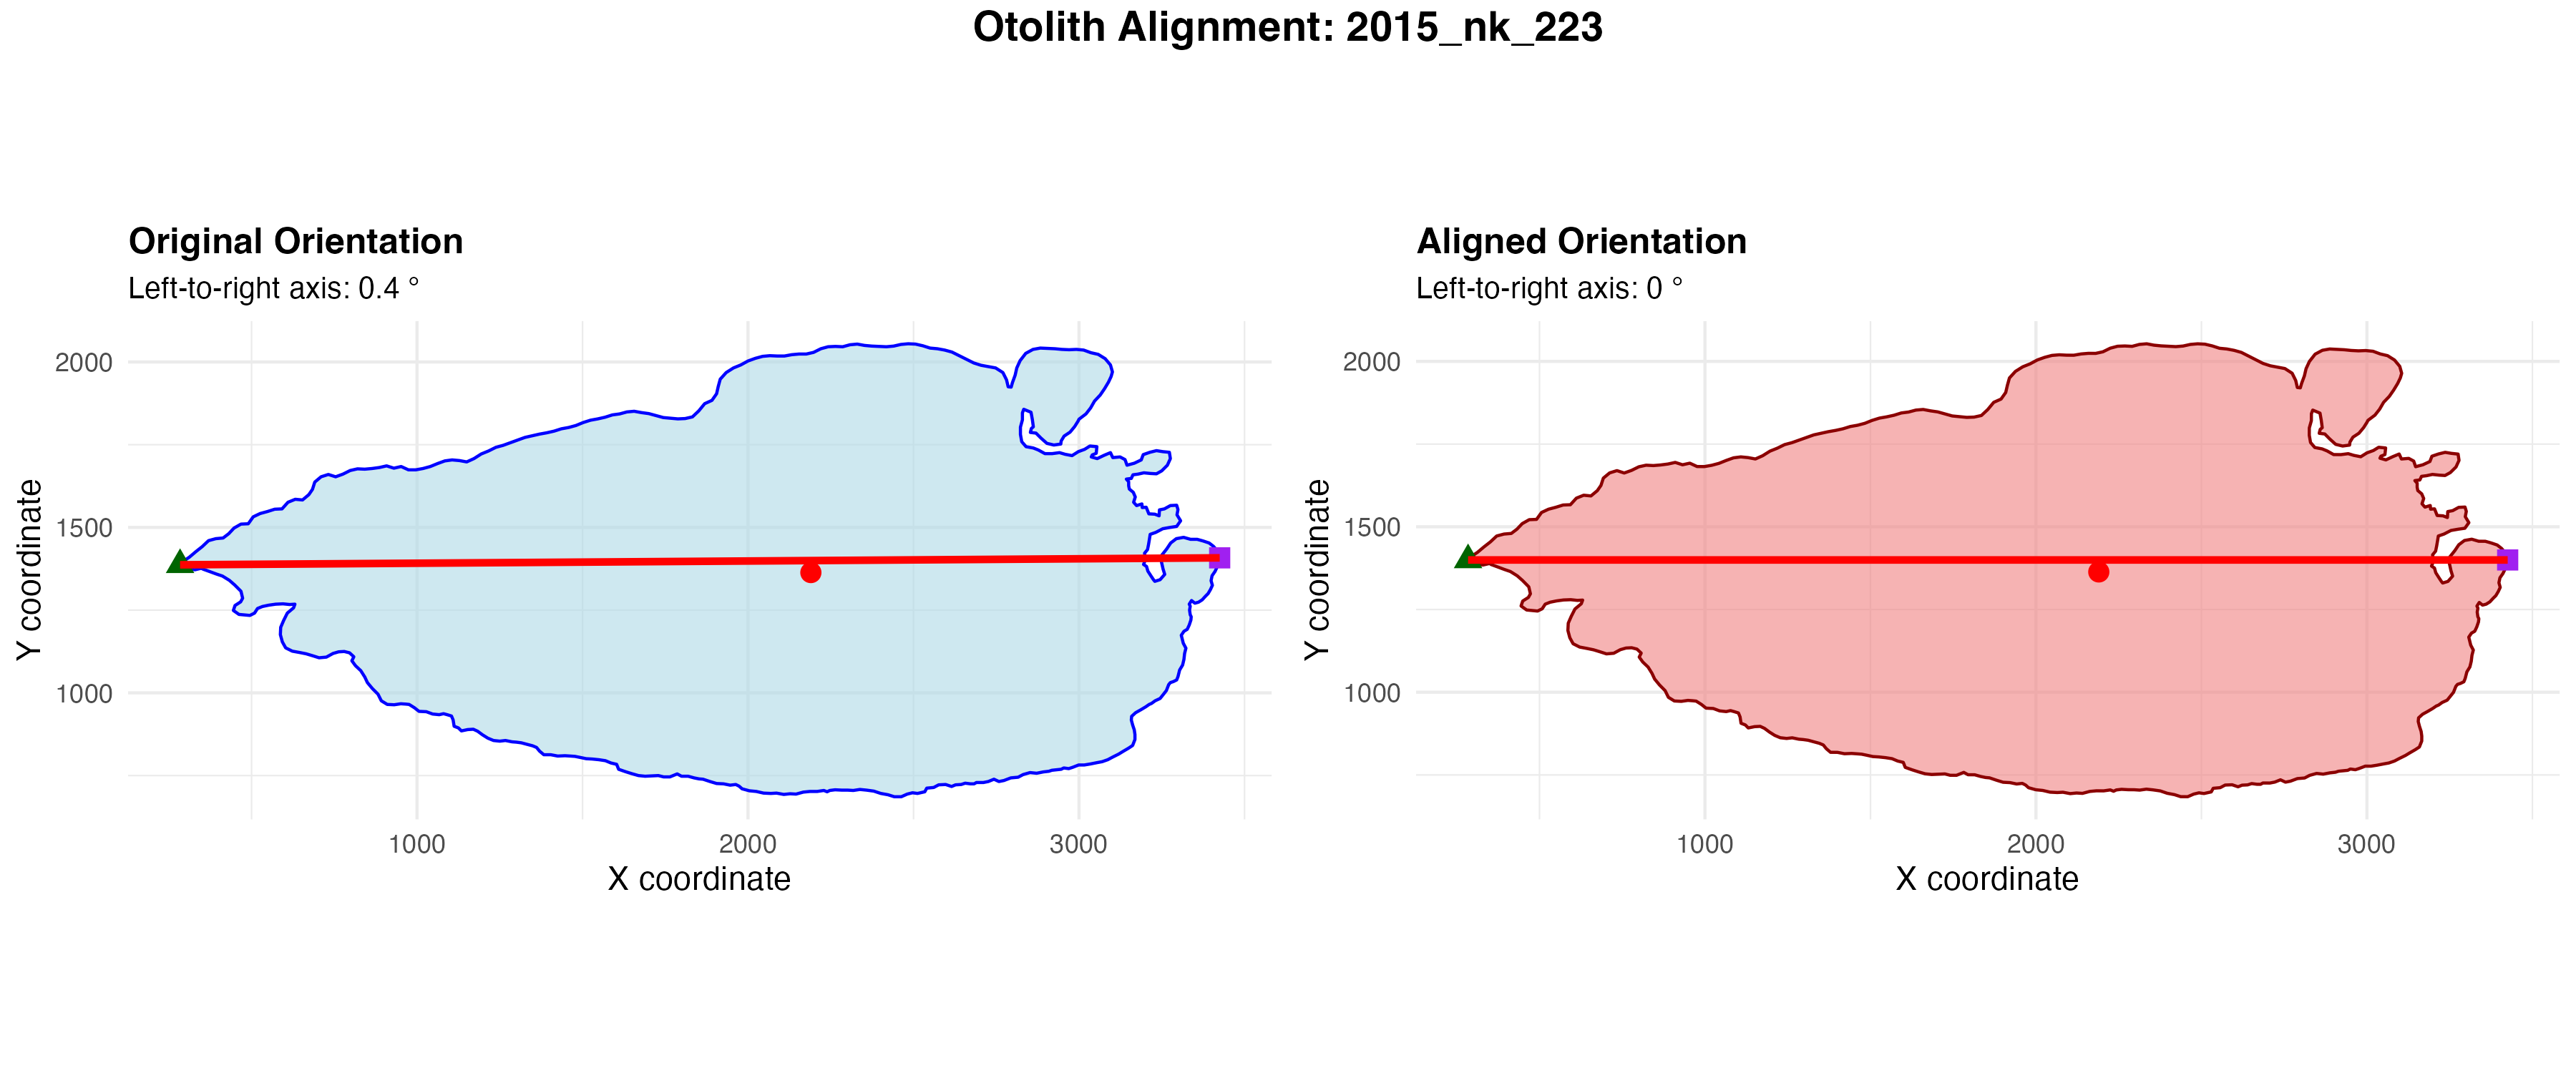 Otolith Alignment: 2015_nk_223
Original Orientation
Left-to-right axis: 0.4 °
2000
1500
1000
Y coordinate
1000
2000
3000
X coordinate
Aligned Orientation
Left-to-right axis: 0 °
2000
1500
1000
Y coordinate
1000
2000
3000
X coordinate